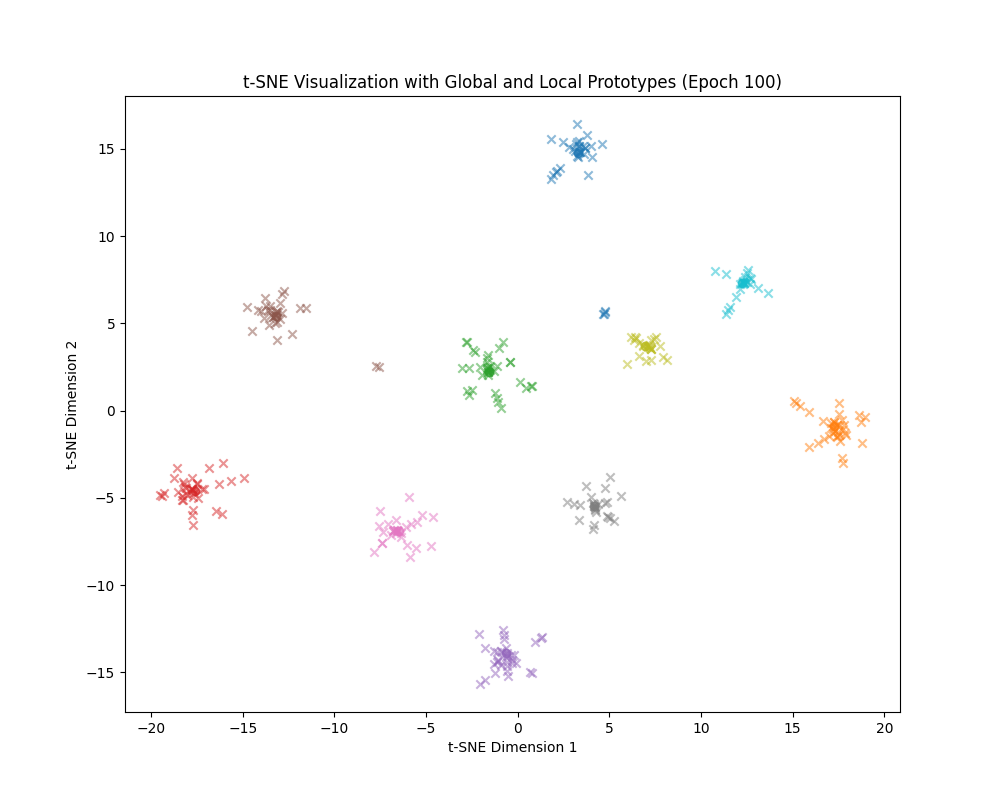 t-SNE Visualization with Global and Local Prototypes (Epoch 100)
t-SNE Dimension 2
15
10
5
0
−5
−10
−15
−20 −15 −10 −5 0 5 10 15 20
t-SNE Dimension 1